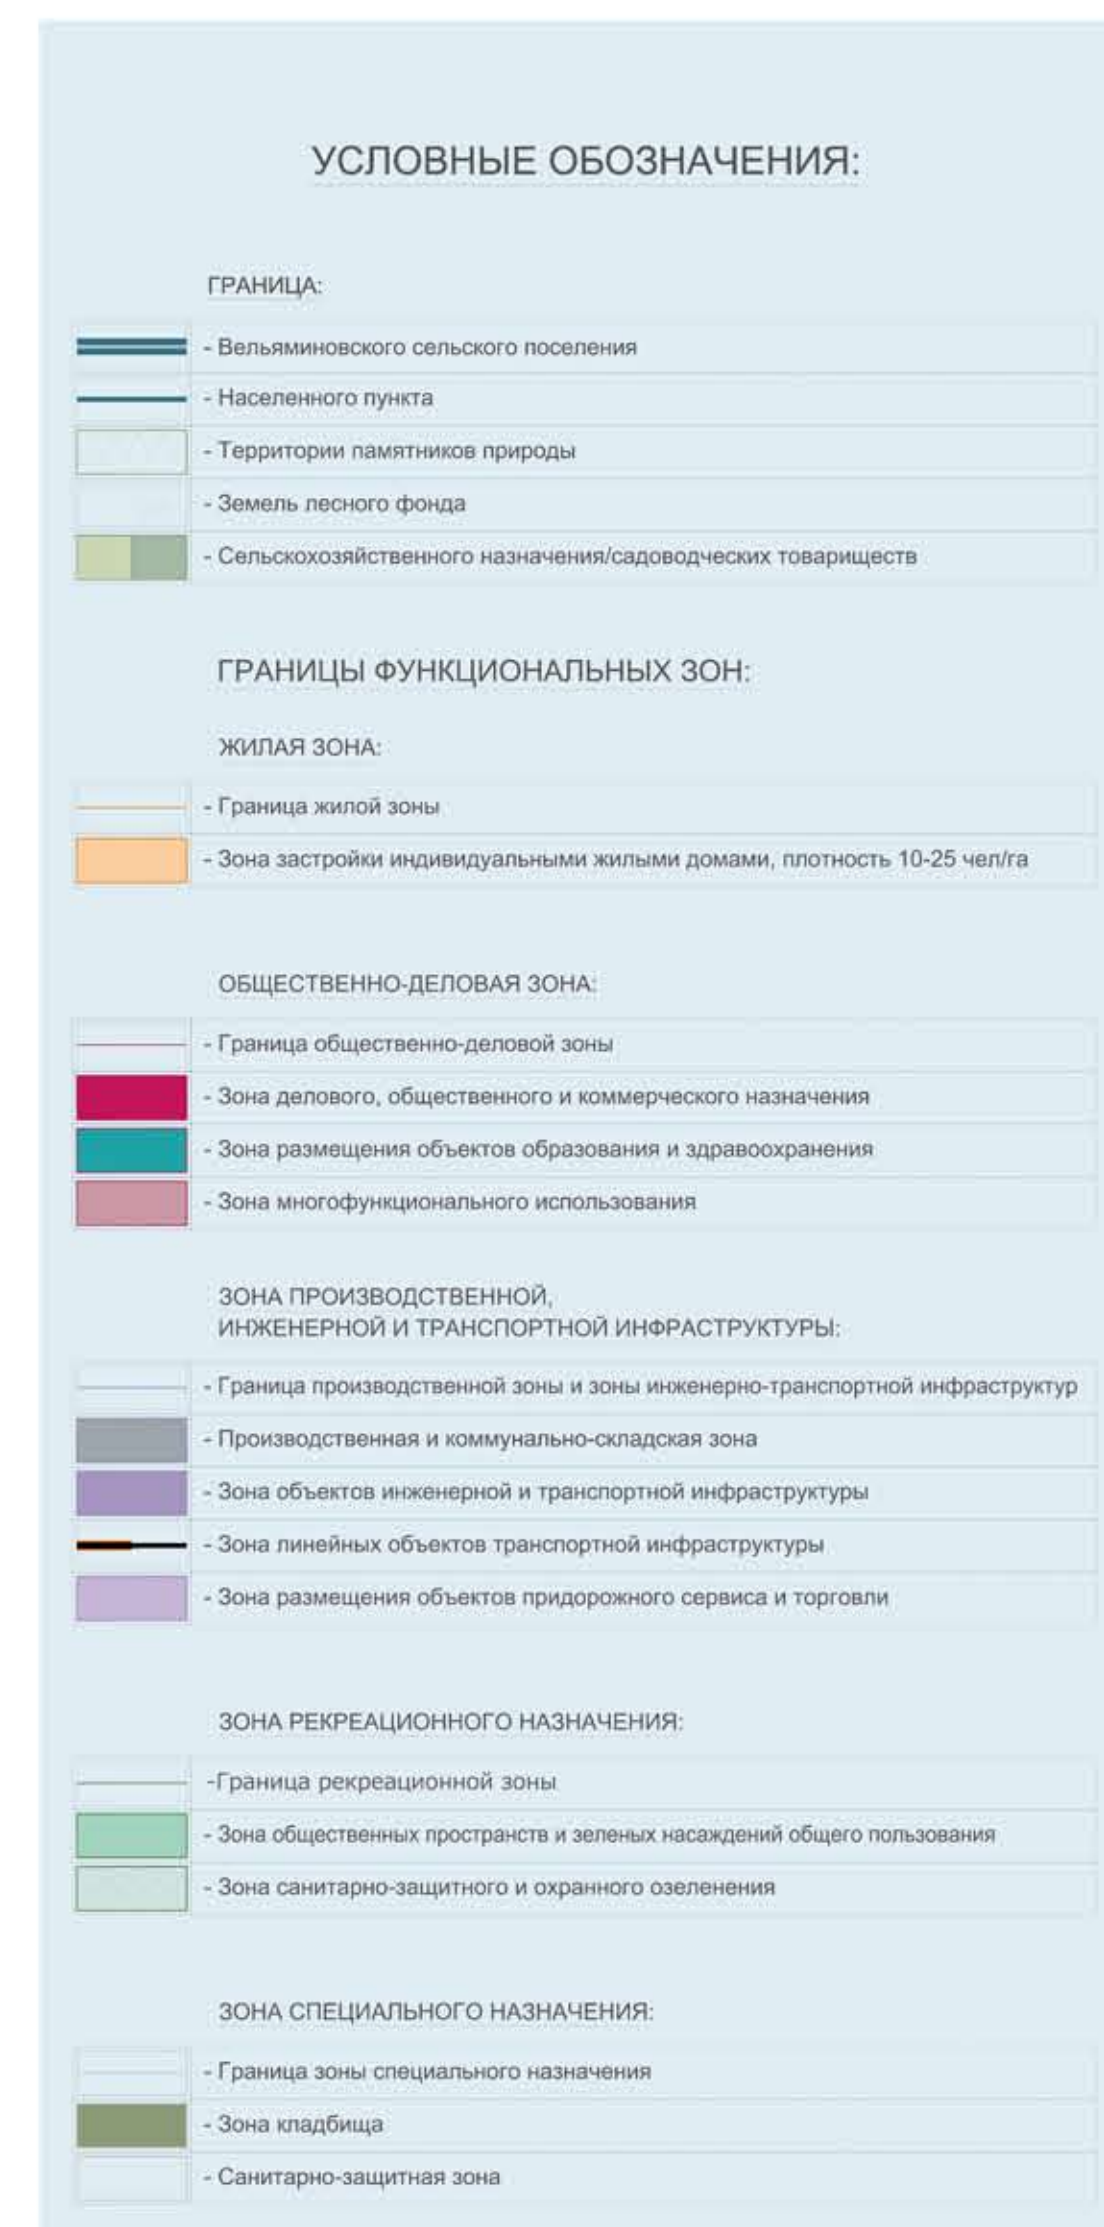 УСЛОВНЫЕ ОБОЗНАЧЕНИЯ:
ГРАНИЦА:
- Вельяминовского сельского поселения
- Населенного пункта
- Территории памятников природы
- Земель лесного фонда
- Сельскохозяйственного назначения/садоводческих товариществ
ГРАНИЦЫ ФУНКЦИОНАЛЬНЫХ ЗОН:
ЖИЛАЯ ЗОНА:
- Граница жилой зоны
- Зона застройки индивидуальными жилыми домами, плотность 10-25 чел/га
ОБЩЕСТВЕННО-ДЕЛОВАЯ ЗОНА:
- Граница общественно-деловой зоны
- Зона делового, общественного и коммерческого назначения
- Зона размещения объектов образования и здравоохранения
- Зона многофункционального использования
ЗОНА ПРОИЗВОДСТВЕННОЙ,
ИНЖЕНЕРНОЙ И ТРАНСПОРТНОЙ ИНФРАСТРУКТУРЫ:
- Граница производственной зоны и зоны инженерно-транспортной инфраструктур
- Производственная и коммунально-складская зона
- Зона объектов инженерной и транспортной инфраструктуры
- Зона линейных объектов транспортной инфраструктуры
- Зона размещения объектов придорожного сервиса и торговли
ЗОНА РЕКРЕАЦИОННОГО НАЗНАЧЕНИЯ:
-Граница рекреационной зоны
- Зона общественных пространств и зеленых насаждений общего пользования
- Зона санитарно-защитного и охранного озеленения
ЗОНА СПЕЦИАЛЬНОГО НАЗНАЧЕНИЯ:
- Граница зоны специального назначения
- Зона кладбища
- Санитарно-защитная зона